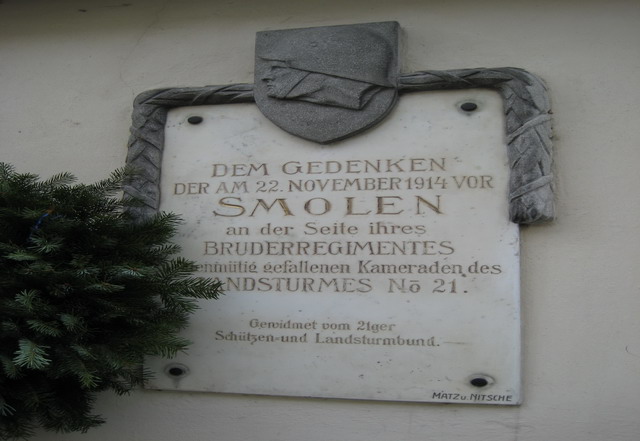 DEM GEDENKEN
DER AM 22. NOVEMBER 1914 VOR
SMOLEN
an der Seite ihres
BRUDERREGIMENTES
gefallenen Kameraden des
No 21.
Gewidmet vom 21ger
Schützen-und Landsturmbund.
MATZ u. NITSCHE